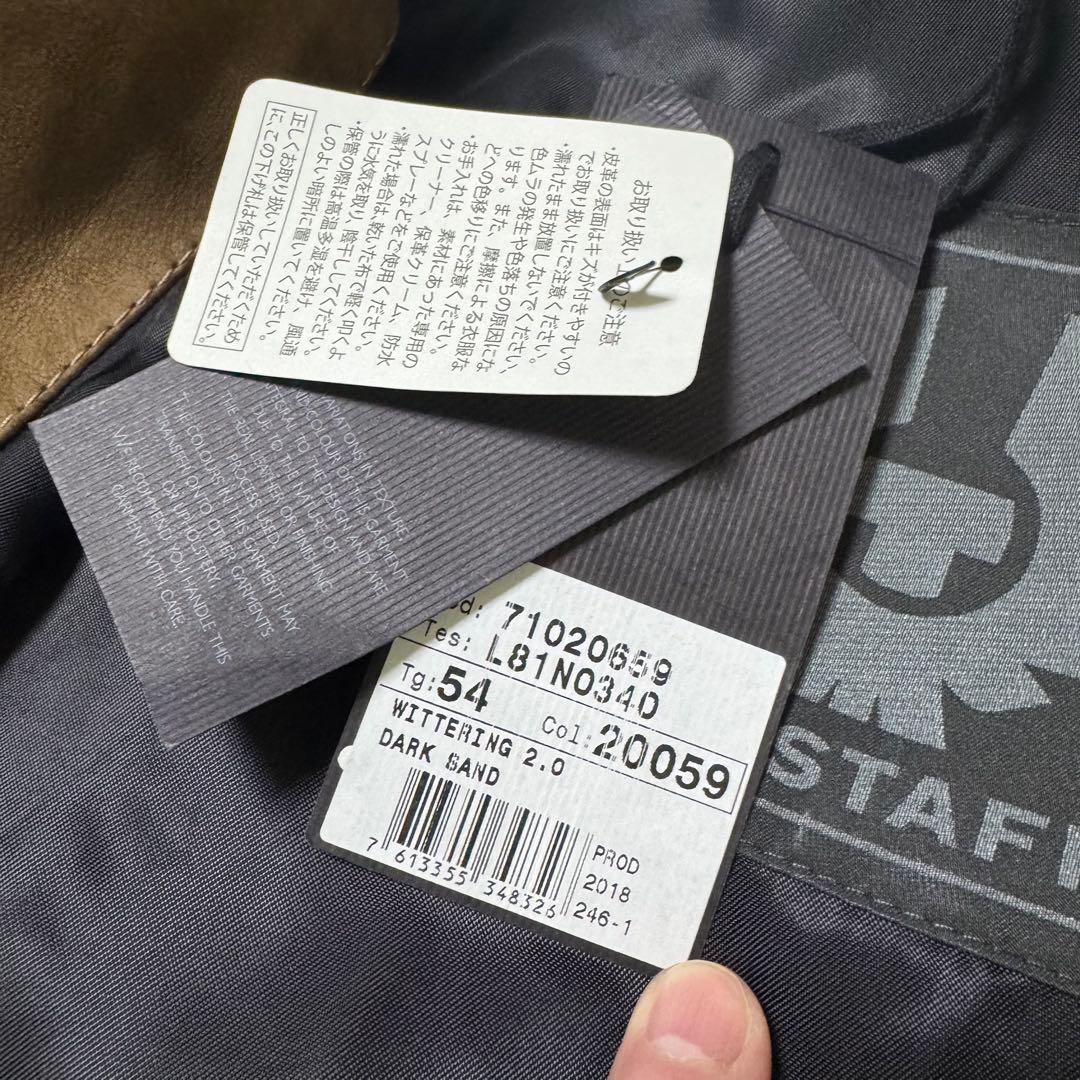 お取り扱い上のご注意
・皮革の表面はキズが付きやすいの
でお取り扱いにご注意ください。
・濡れたまま放置しないでください。
色ムラの発生や色落ちの原因にな
ります。また、摩擦による衣服な
どへの色移りにご注意ください。
・お手入れは、素材にあった専用の
クリーナー、保革クリーム、防水
スプレーなどをご使用ください。
・濡れた場合は、乾いた布で軽く叩くよ
うに水気を取り、陰干ししてください。
・保管の際は高温多湿を避け、風通
しのよい暗所に置いてください。
正しくお取り扱いしていただくため
に、この下げ札は保管してください。
IN TEXTURE
COLOUR OF THIS GARMENT
TO THE DESIGN AND ARE
DUE TO THE NATURE OF
LEATHER OR FINISHING
PROCESS USED.
THE COLOURS IN THIS GARMENT MAY
TRANSFER ONTO OTHER GARMENTS
OR UPHOLSTERY.
WE RECOMMEND YOU HANDLE THIS
GARMENT WITH CARE.
71020659
Tes: L81N0340
Tg: 54 Col: 20059
WITTERING 2.0
DARK SAND
7 613355 348326
PROD
2018
246-1
STAFF